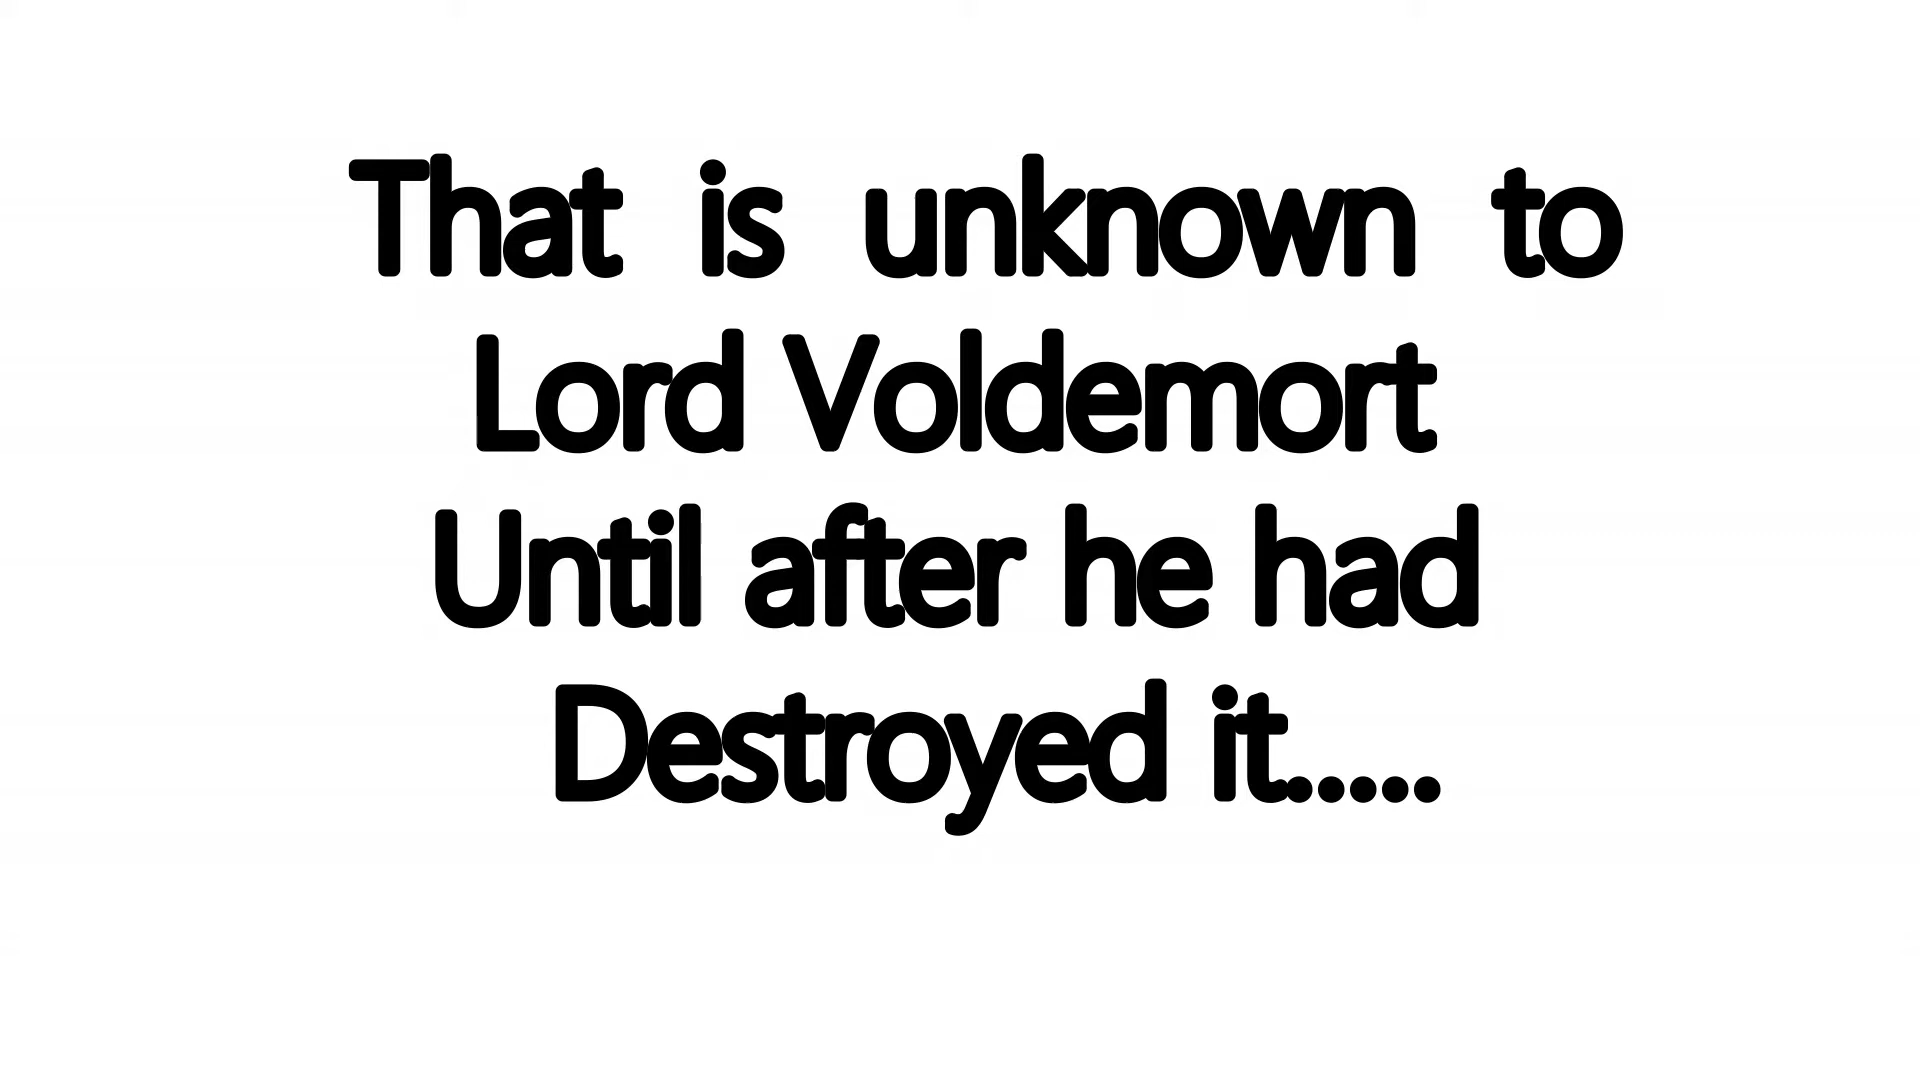 That is unknown to
Lord Voldemort
Until after he had
Destroyed it.....